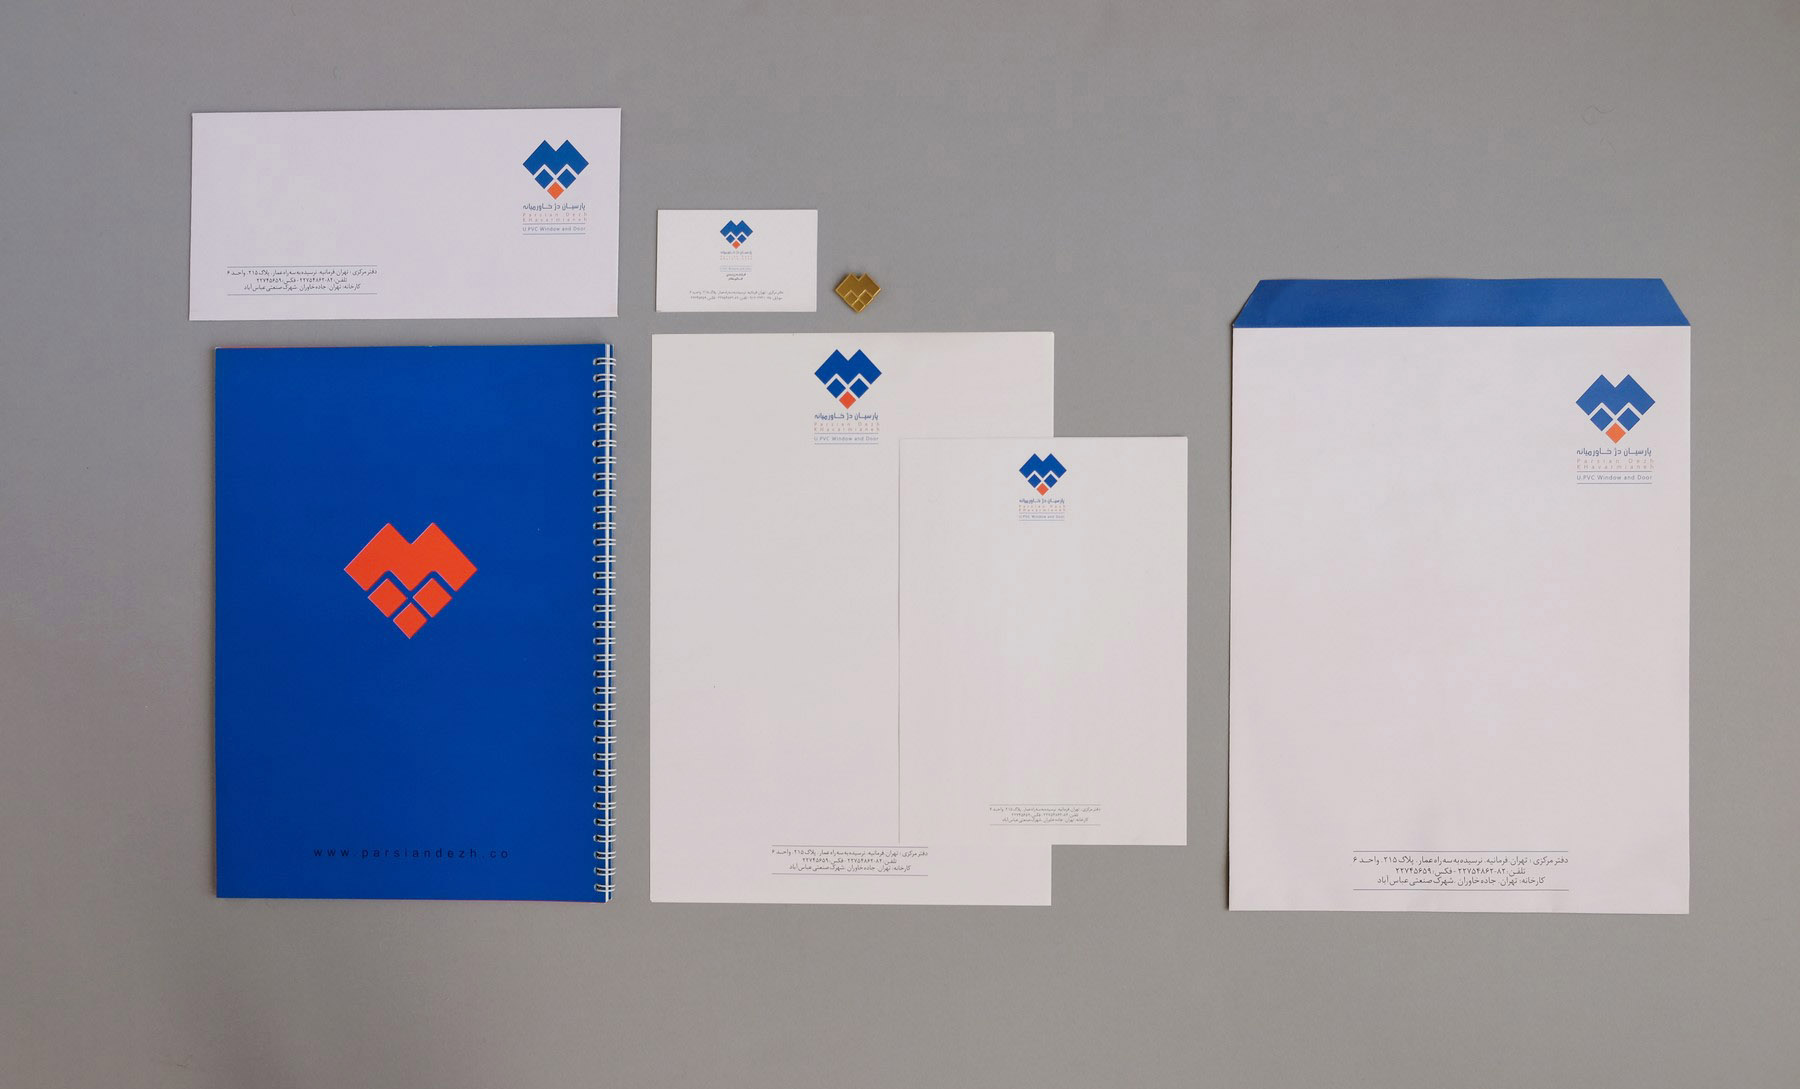 پارسیان دژ خاورمیانه
Parsian Dezh
KHavarmianeh
U.PVC Window and Door
دفتر مرکزی : تهران، فرمانیه، نرسیده به سه راه عمار، پلاک ۲۱۵، واحد ۶
تلفن: ۸۲-۲۲۷۵۴۸۶۲ - فکس: ۲۲۷۴۵۶۵۹
کارخانه: تهران، جاده خاوران، شهرک صنعتی عباس آباد
www.parsiandezh.co
پارسیان دژ خاورمیانه
Parsian Dezh
KHavarmianeh
U.PVC Window and Door
دفتر مرکزی : تهران، فرمانیه، نرسیده به سه راه عمار، پلاک ۲۱۵، واحد ۶
تلفن: ۸۲-۲۲۷۵۴۸۶۲ - فکس: ۲۲۷۴۵۶۵۹
کارخانه: تهران، جاده خاوران، شهرک صنعتی عباس آباد
پارسیان دژ خاورمیانه
Parsian Dezh
KHavarmianeh
U.PVC Window and Door
دفتر مرکزی : تهران، فرمانیه، نرسیده به سه راه عمار، پلاک ۲۱۵، واحد ۶
تلفن: ۸۲-۲۲۷۵۴۸۶۲ - فکس: ۲۲۷۴۵۶۵۹
کارخانه: تهران، جاده خاوران، شهرک صنعتی عباس آباد
پارسیان دژ خاورمیانه
Parsian Dezh
KHavarmianeh
U.PVC Window and Door
دفتر مرکزی : تهران، فرمانیه، نرسیده به سه راه عمار، پلاک ۲۱۵، واحد ۶
تلفن: ۸۲-۲۲۷۵۴۸۶۲ - فکس: ۲۲۷۴۵۶۵۹
کارخانه: تهران، جاده خاوران، شهرک صنعتی عباس آباد